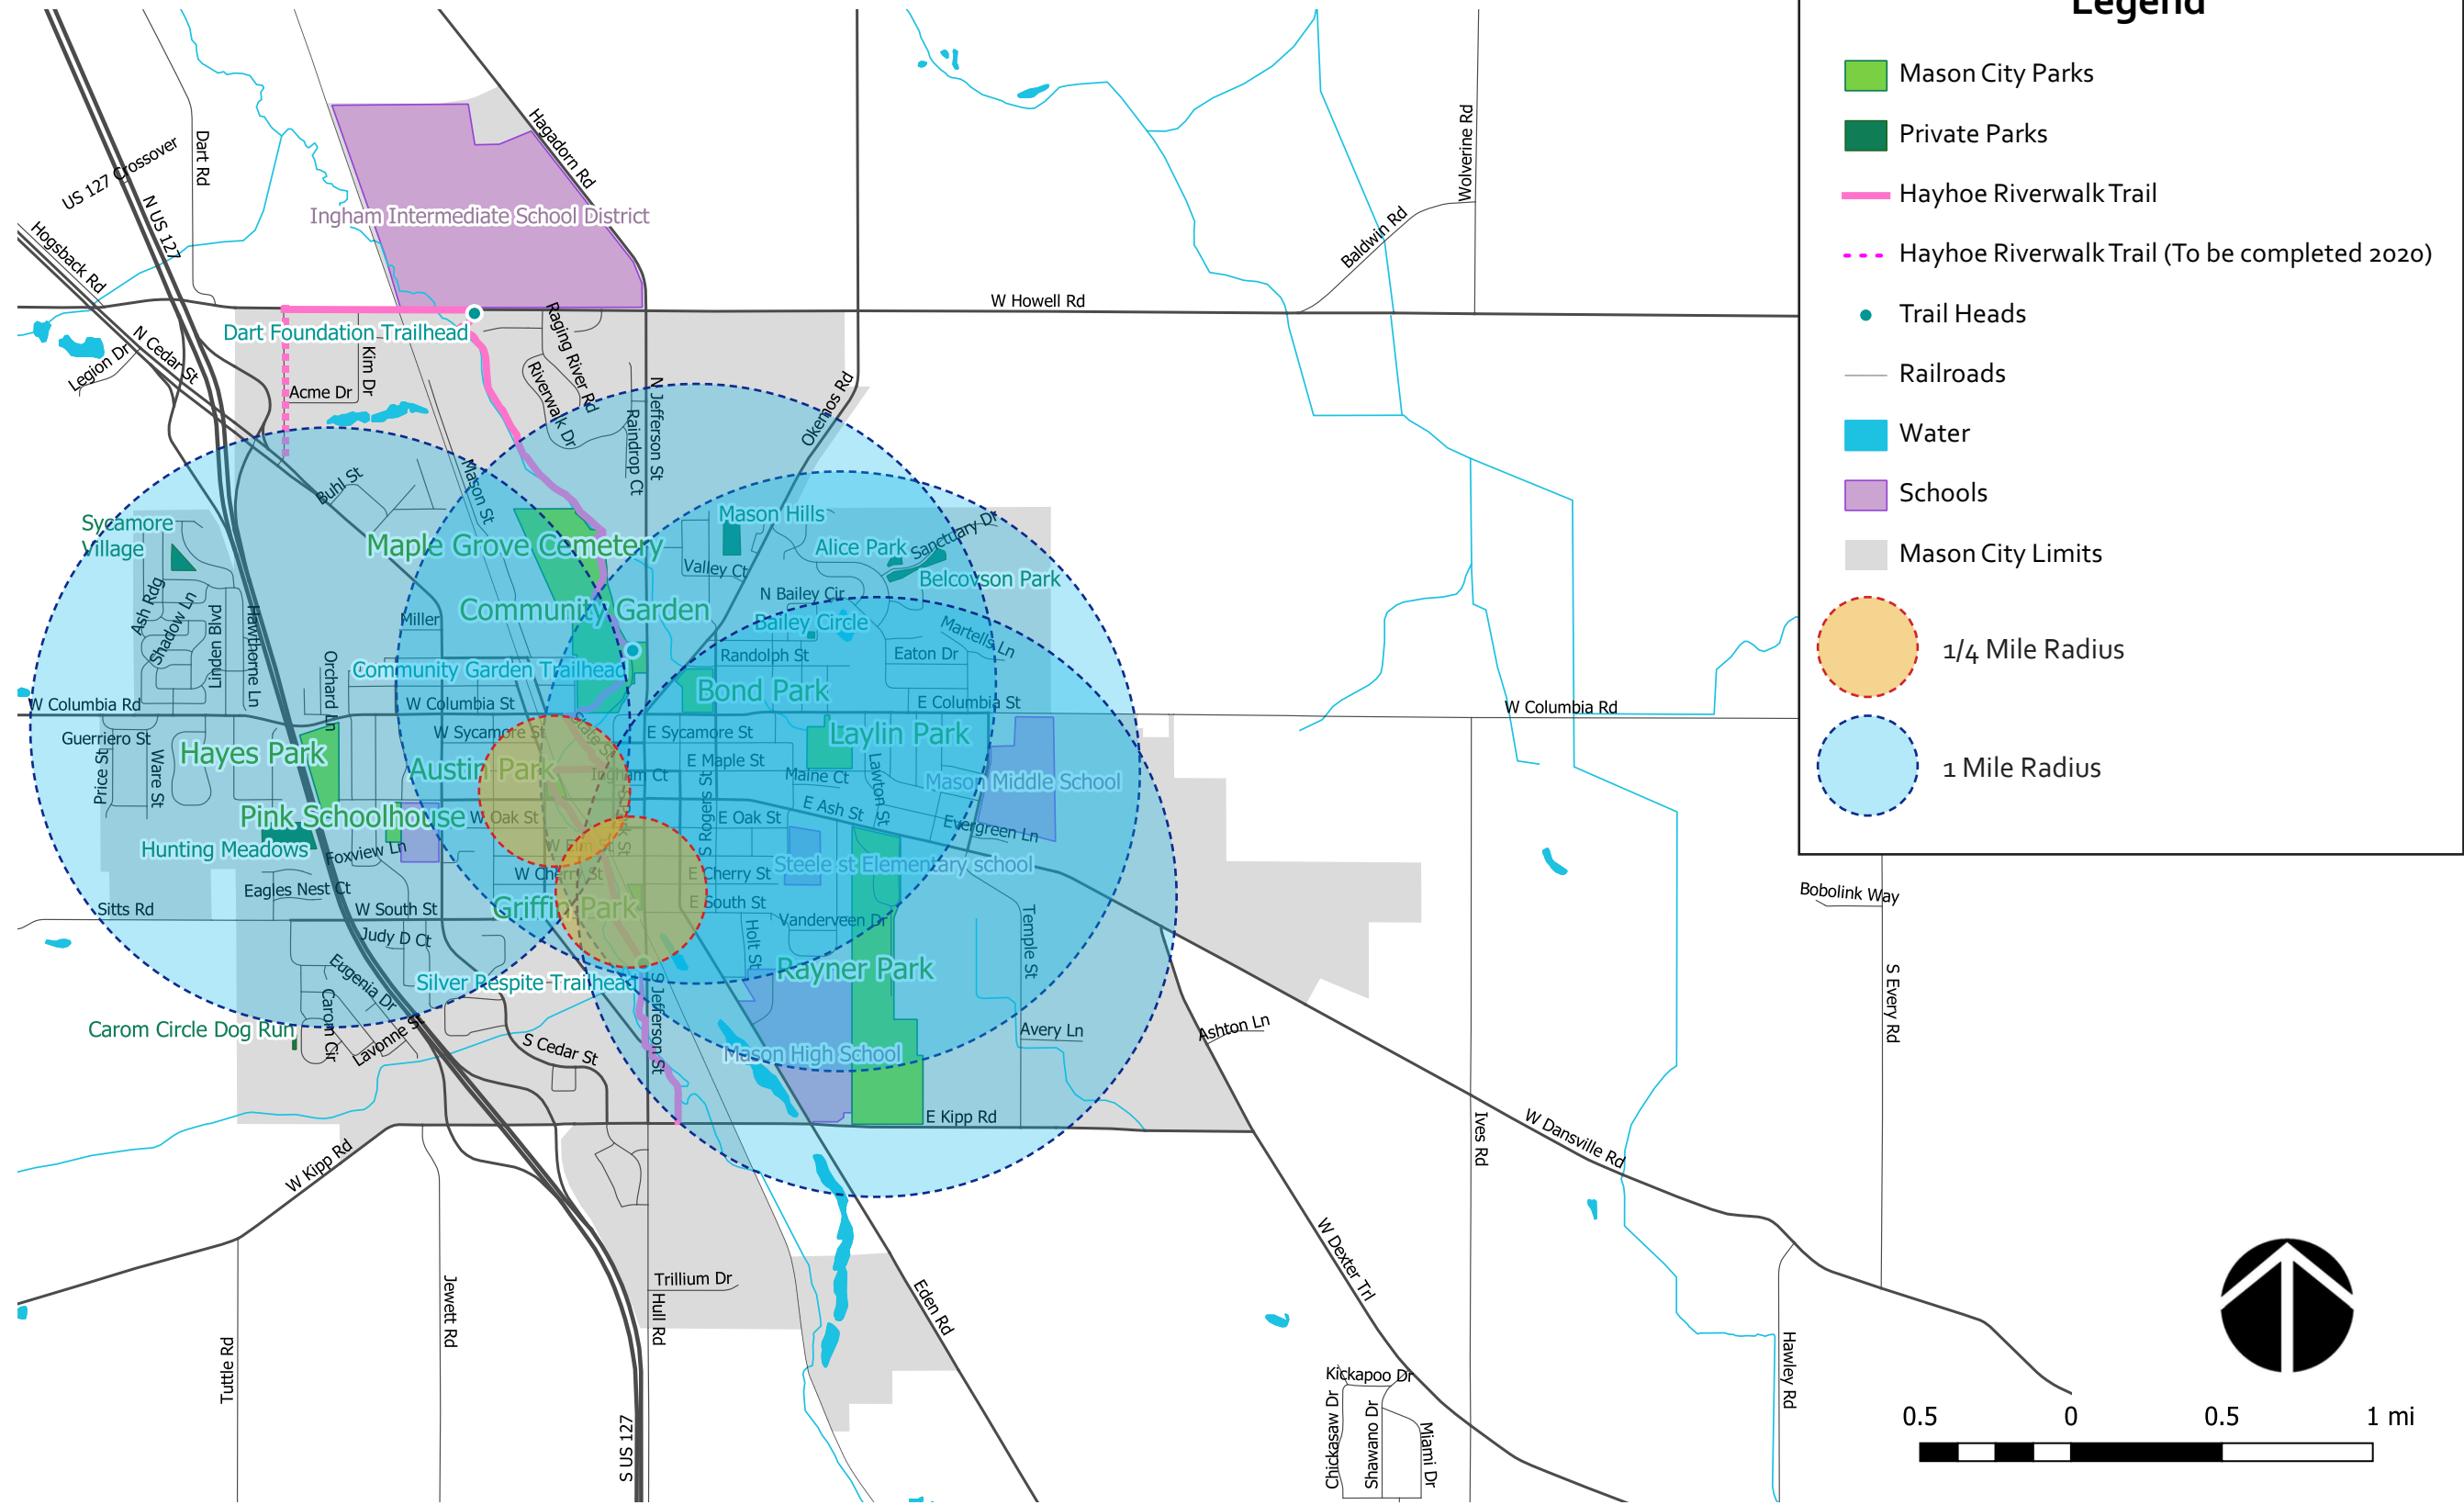 Legend
Mason City Parks
Private Parks
Hayhoe Riverwalk Trail
Hayhoe Riverwalk Trail (To be completed 2020)
Trail Heads
Railroads
Water
Schools
Mason City Limits
1/4 Mile Radius
1 Mile Radius
Dart Rd
Hagadorn Rd
US 127 Crossover
N US 127
Hogsback Rd
Ingham Intermediate School District
Wolverine Rd
Baldwin Rd
W Howell Rd
Dart Foundation Trailhead
N Cedar St
Legion Dr
Kim Dr
Acme Dr
Raging River Rd
Riverwalk Dr
Raindrop Ct
N Jefferson St
Okemos Rd
Buhl St
Mason St
Sycamore
Village
Maple Grove Cemetery
Mason Hills
Alice Park
Sanctuary Dr
Belcovson Park
Valley Ct
N Bailey Cir
Bailey Circle
Ash Rdg
Shadow Ln
Linden Blvd
Hawthorne Ln
Miller
Community Garden
Martells Ln
Randolph St
Eaton Dr
Orchard Ln
Community Garden Trailhead
Bond Park
W Columbia Rd
W Columbia St
E Columbia St
W Columbia Rd
Guerriero St
Price St
Ware St
Hayes Park
W Sycamore St
State St
E Sycamore St
Laylin Park
Austin Park
Ingham Ct
E Maple St
Maine Ct
Lawton St
Mason Middle School
Pink Schoolhouse
W Oak St
S Rogers St
E Oak St
E Ash St
Evergreen Ln
Hunting Meadows
Foxview Ln
W Elm St
Steele st Elementary school
Eagles Nest Ct
W Cherry St
E Cherry St
Sitts Rd
W South St
Griffin Park
E South St
Vanderveen Dr
Holt St
Temple St
Judy D Ct
Eugenia Dr
Silver Respite Trailhead
S Jefferson St
Rayner Park
Carom Circle Dog Run
Carom Cir
Lavonne St
S Cedar St
Mason High School
Avery Ln
Ashton Ln
Bobolink Way
S Every Rd
E Kipp Rd
W Kipp Rd
Ives Rd
W Dansville Rd
W Dexter Trl
Trillium Dr
Hull Rd
Eden Rd
Jewett Rd
Tuttle Rd
S US 127
Kickapoo Dr
Chickasaw Dr
Shawano Dr
Miami Dr
Hawley Rd
0.5 0 0.5 1 mi